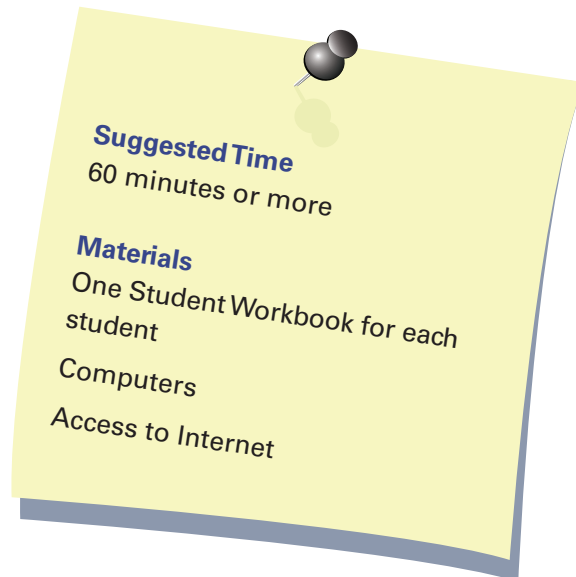 Suggested Time
60 minutes or more
Materials
One Student Workbook for each
student
Computers
Access to Internet